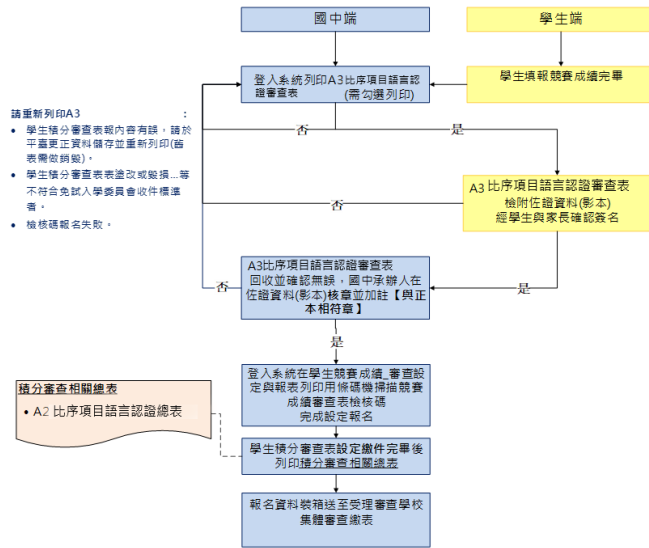 國中端
學生端
登入系統列印A3比序項目語言認
證審查表 (需勾選列印)
學生填報競賽成績完畢
請重新列印A3 :
• 學生積分審查表報內容有誤，請於
平臺更正資料儲存並重新列印(舊
表需做銷毀)。
• 學生積分審查表表塗改或毀損...等
不符合免試入學委員會收件標準
者。
• 檢核碼報名失敗。
否
是
A3 比序項目語言認證審查表
檢附佐證資料(影本)
經學生與家長確認簽名
否
A3比序項目語言認證審查表
回收並確認無誤，國中承辦人在
佐證資料(影本)核章並加註【與正
本相符章】
否
是
是
登入系統在學生競賽成績_審查設
定與報表列印用條碼機掃描競賽
成績審查表檢核碼
完成設定報名
積分審查相關總表
• A2 比序項目語言認證總表
學生積分審查表設定繳件完畢後
列印積分審查相關總表
報名資料裝箱送至受理審查學校
集體審查繳表